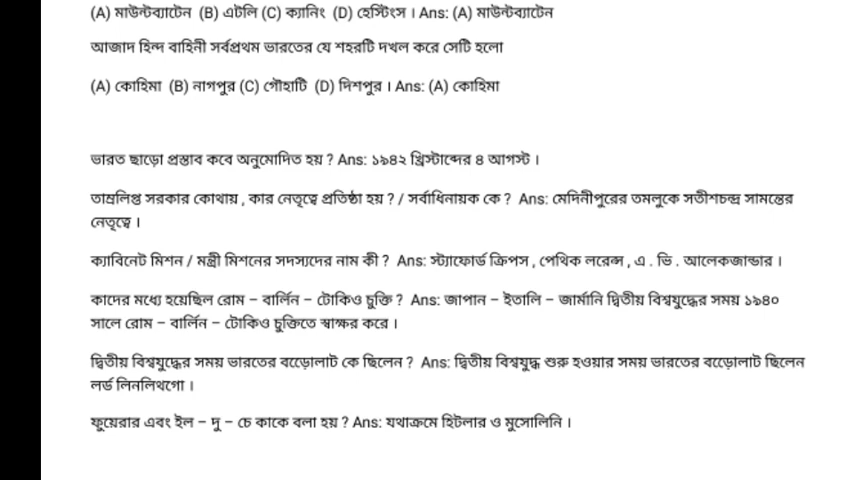 (A) মাউন্টব্যাটেন (B) এটলি (C) ক্যানিং (D) হেস্টিংস । Ans: (A) মাউন্টব্যাটেন
আজাদ হিন্দ বাহিনী সর্বপ্রথম ভারতের যে শহরটি দখল করে সেটি হলো
(A) কোহিমা (B) নাগপুর (C) গৌহাটি (D) দিশপুর । Ans: (A) কোহিমা
ভারত ছাড়ো প্রস্তাব কবে অনুমোদিত হয় ? Ans: ১৯৪২ খ্রিস্টাব্দের ৪ আগস্ট ।
তাম্রলিপ্ত সরকার কোথায় , কার নেতৃত্বে প্রতিষ্ঠা হয় ? / সর্বাধিনায়ক কে ? Ans: মেদিনীপুরের তমলুকে সতীশচন্দ্র সামন্তের
নেতৃত্বে ।
ক্যাবিনেট মিশন / মন্ত্রী মিশনের সদস্যদের নাম কী ? Ans: স্ট্যাফোর্ড ক্রিপস , পেথিক লরেন্স , এ . ভি . আলেকজান্ডার ।
কাদের মধ্যে হয়েছিল রোম – বার্লিন – টোকিও চুক্তি ? Ans: জাপান – ইতালি – জার্মানি দ্বিতীয় বিশ্বযুদ্ধের সময় ১৯৪০
সালে রোম – বার্লিন – টোকিও চুক্তিতে স্বাক্ষর করে ।
দ্বিতীয় বিশ্বযুদ্ধের সময় ভারতের বড়োেলাট কে ছিলেন ? Ans: দ্বিতীয় বিশ্বযুদ্ধ শুরু হওয়ার সময় ভারতের বড়োেলাট ছিলেন
লর্ড লিনলিথগো ।
ফুয়েরার এবং ইল – দু – চে কাকে বলা হয় ? Ans: যথাক্রমে হিটলার ও মুসোলিনি ।